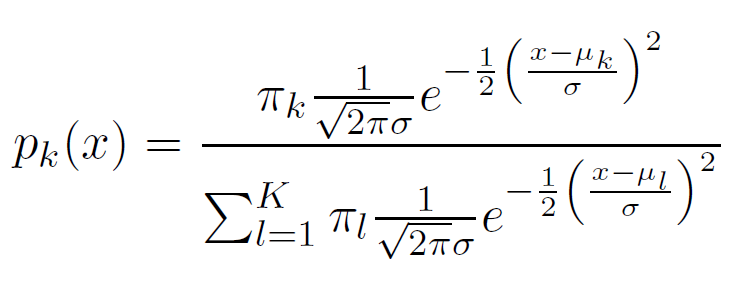 p_k(x) = \frac{\pi_k \frac{1}{\sqrt{2\pi}\sigma} e^{-\frac{1}{2}\left(\frac{x-\mu_k}{\sigma}\right)^2}}{\sum_{l=1}^{K} \pi_l \frac{1}{\sqrt{2\pi}\sigma} e^{-\frac{1}{2}\left(\frac{x-\mu_l}{\sigma}\right)^2}}